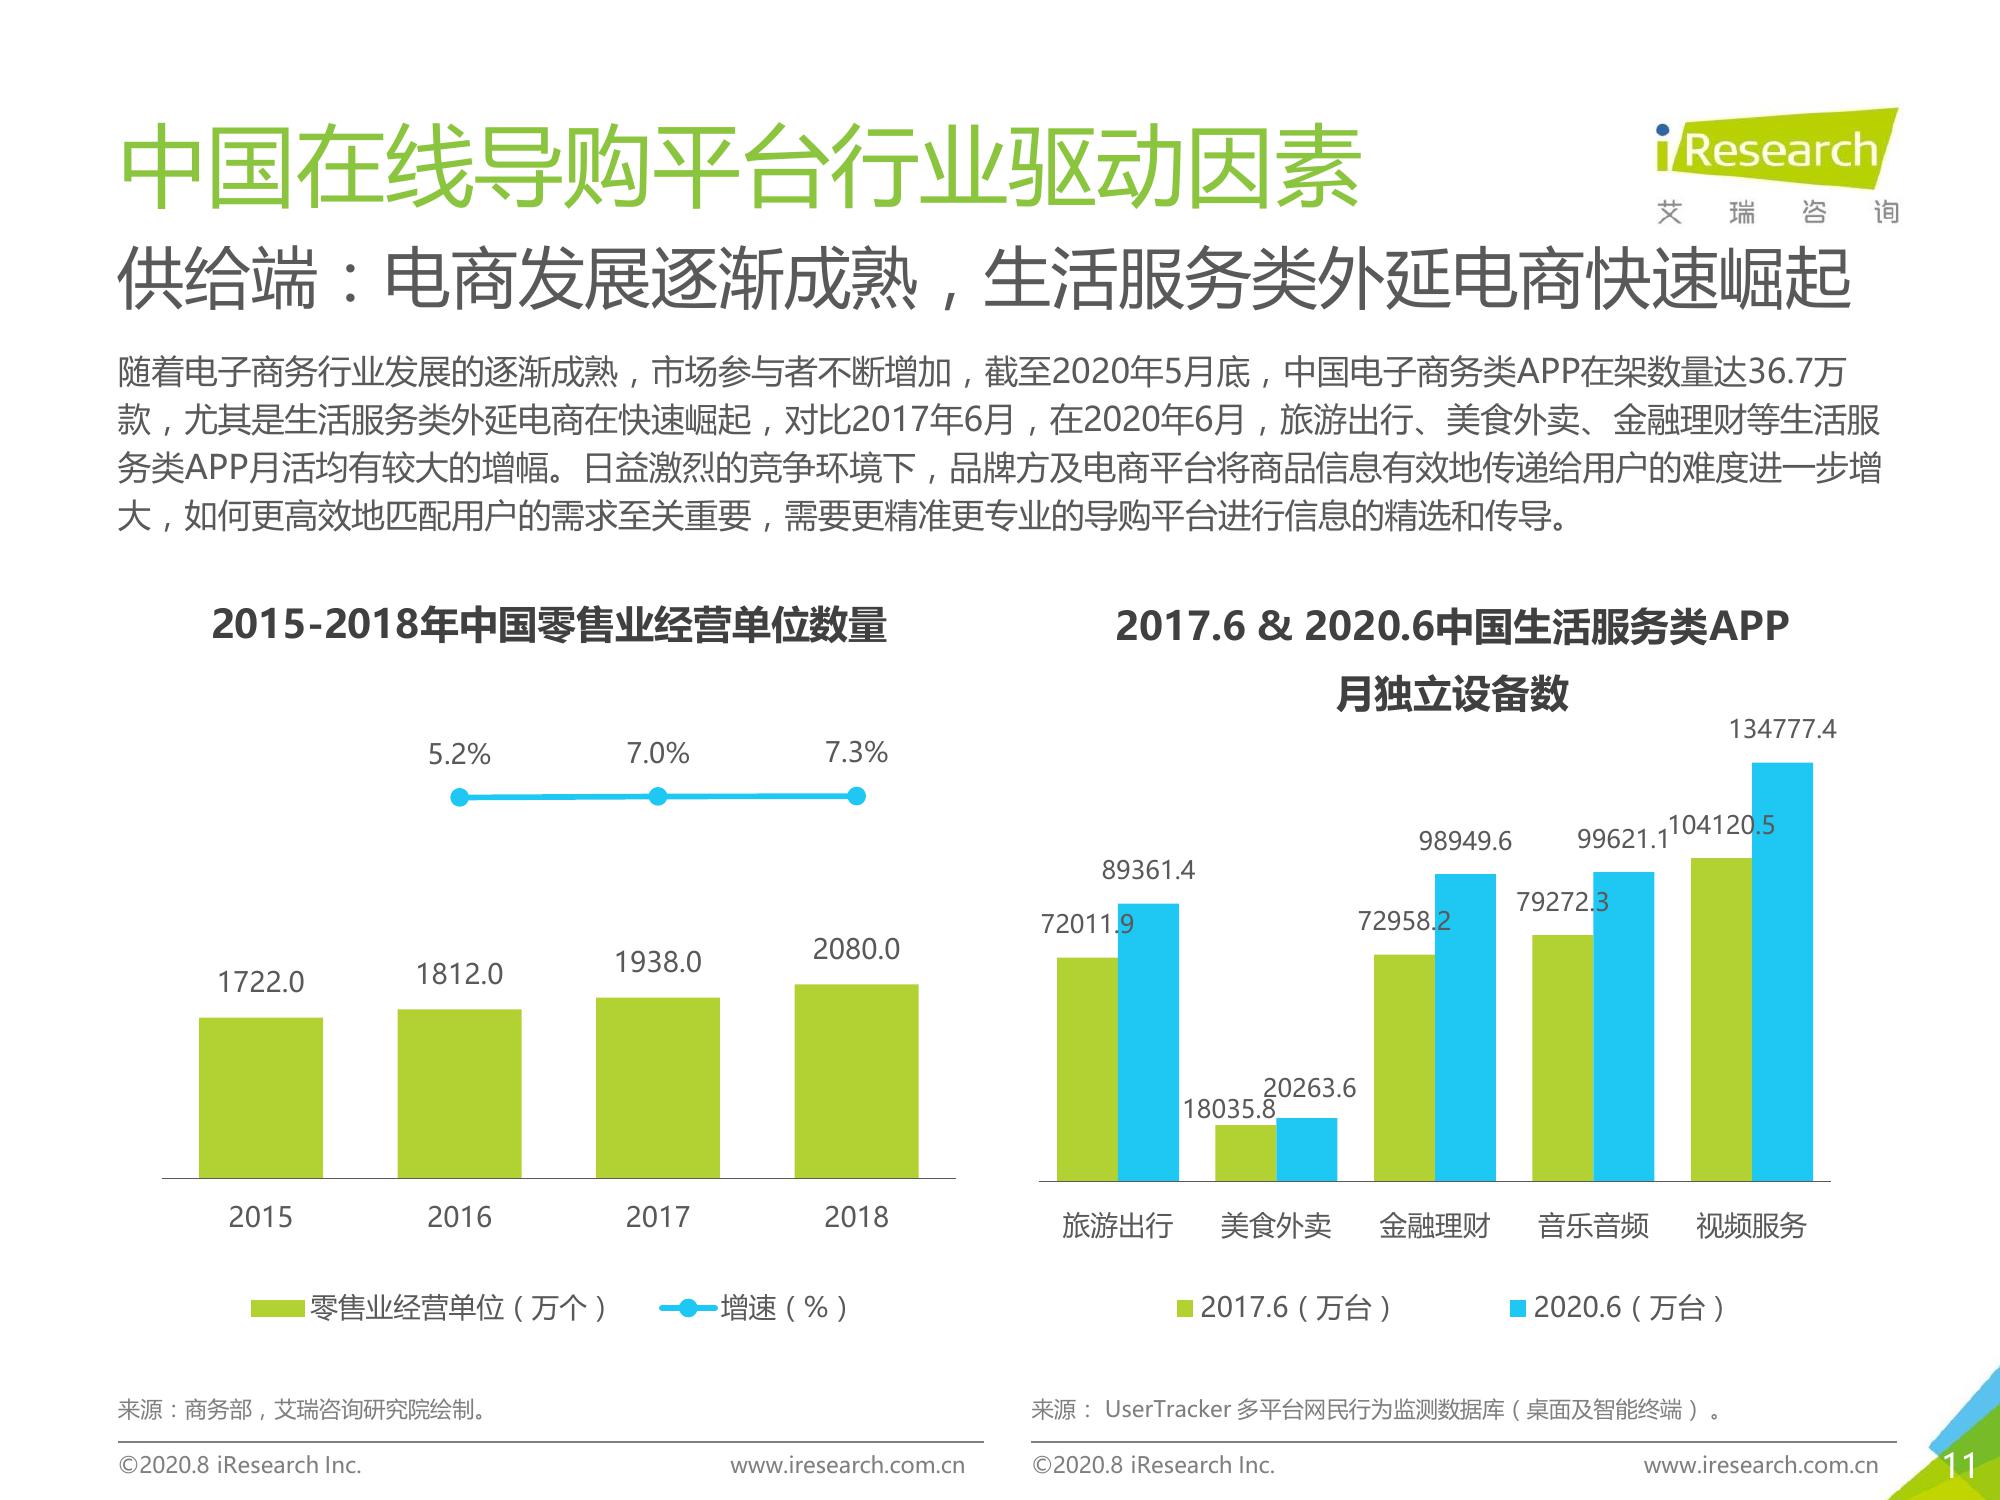 中国在线导购平台行业驱动因素
iResearch
艾瑞咨询
供给端：电商发展逐渐成熟，生活服务类外延电商快速崛起
随着电子商务行业发展的逐渐成熟，市场参与者不断增加，截至2020年5月底，中国电子商务类APP在架数量达36.7万
款，尤其是生活服务类外延电商在快速崛起，对比2017年6月，在2020年6月，旅游出行、美食外卖、金融理财等生活服
务类APP月活均有较大的增幅。日益激烈的竞争环境下，品牌方及电商平台将商品信息有效地传递给用户的难度进一步增
大，如何更高效地匹配用户的需求至关重要，需要更精准更专业的导购平台进行信息的精选和传导。
2015-2018年中国零售业经营单位数量
5.2%
7.0%
7.3%
1722.0
1812.0
1938.0
2080.0
2015
2016
2017
2018
零售业经营单位（万个）
增速（%）
来源：商务部，艾瑞咨询研究院绘制。
©2020.8 iResearch Inc.
www.iresearch.com.cn
2017.6 & 2020.6中国生活服务类APP
月独立设备数
72011.9
89361.4
18035.8
20263.6
72958.2
98949.6
79272.3
99621.1
104120.5
134777.4
旅游出行
美食外卖
金融理财
音乐音频
视频服务
2017.6（万台）
2020.6（万台）
来源： UserTracker 多平台网民行为监测数据库（桌面及智能终端）。
©2020.8 iResearch Inc.
www.iresearch.com.cn
11